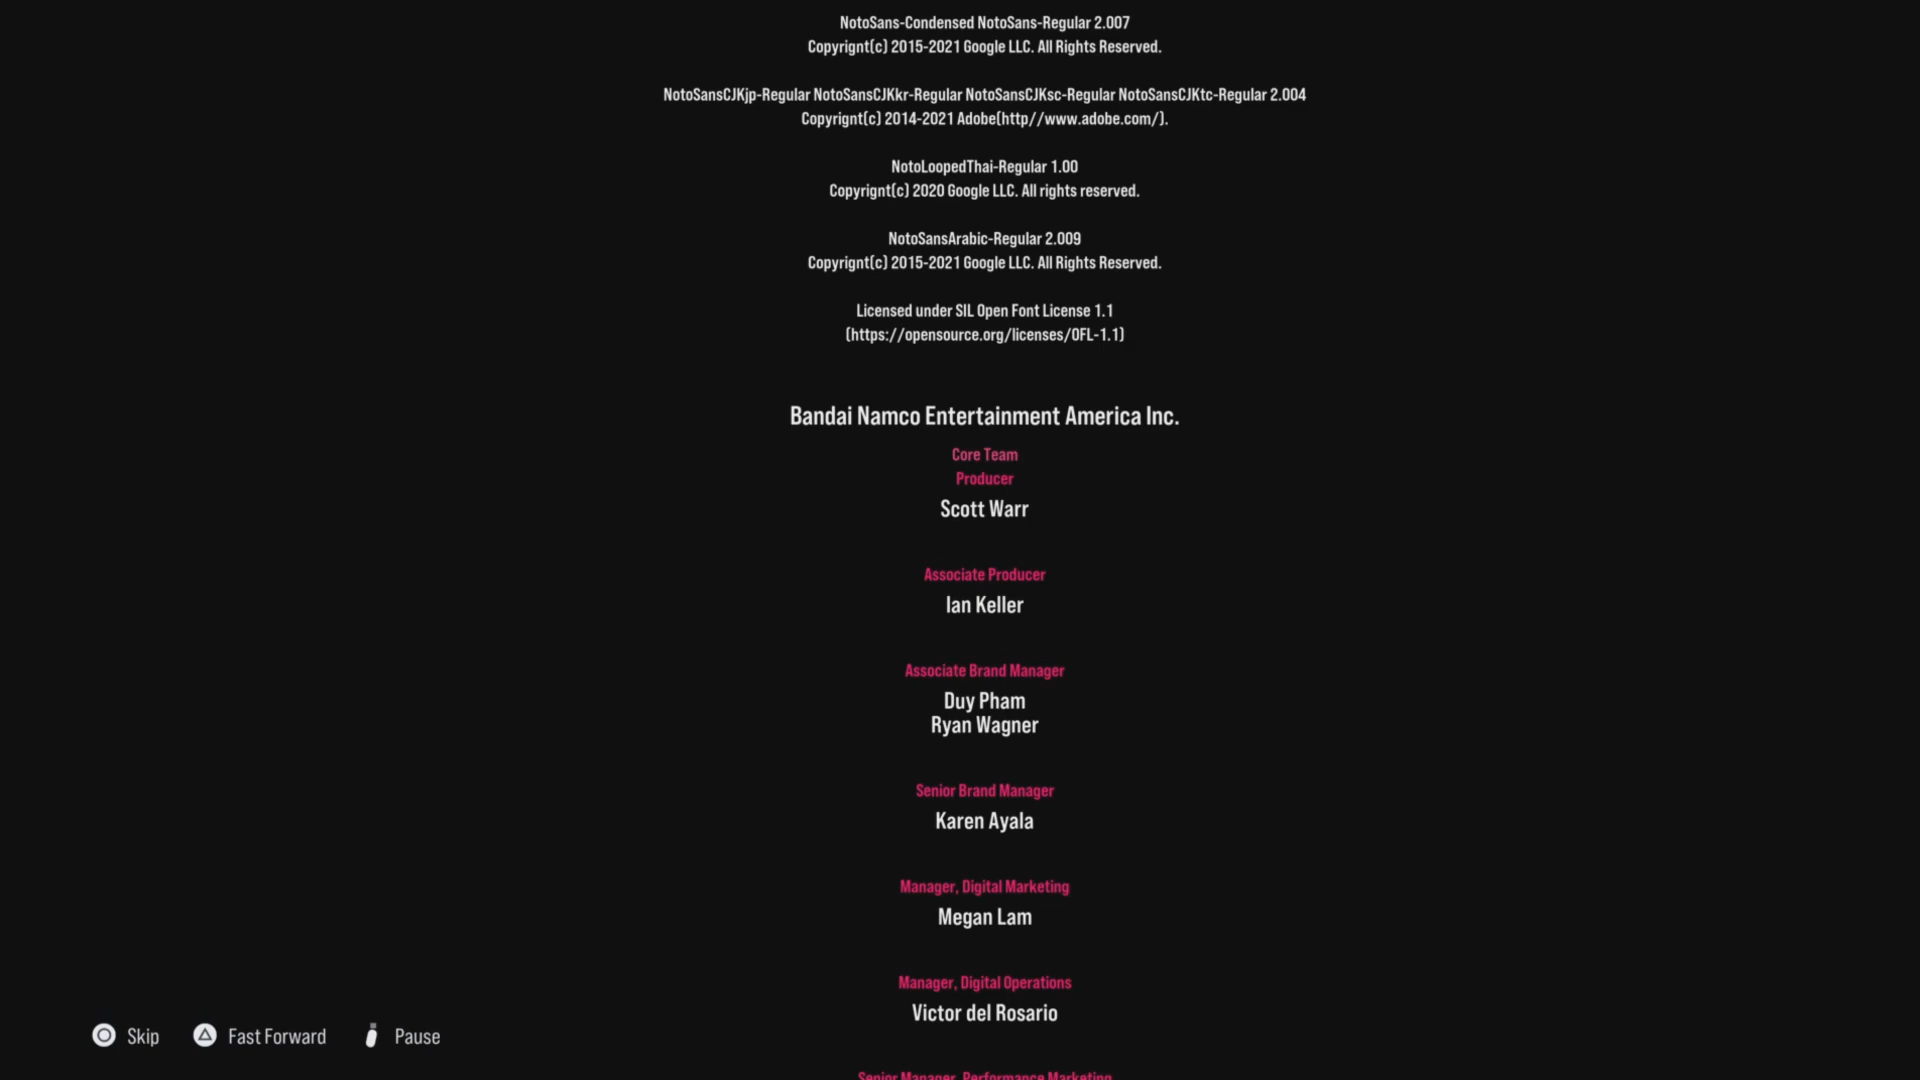 NotoSans-Condensed NotoSans-Regular 2.007
Copyrignt(c) 2015-2021 Google LLC. All Rights Reserved.
NotoSansCJKjp-Regular NotoSansCJKkr-Regular NotoSansCJKsc-Regular NotoSansCJKtc-Regular 2.004
Copyrignt(c) 2014-2021 Adobe(http//www.adobe.com/).
NotoLoopedThai-Regular 1.00
Copyrignt(c) 2020 Google LLC. All rights reserved.
NotoSansArabic-Regular 2.009
Copyrignt(c) 2015-2021 Google LLC. All Rights Reserved.
Licensed under SIL Open Font License 1.1
(https://opensource.org/licenses/OFL-1.1)
Bandai Namco Entertainment America Inc.
Core Team
Producer
Scott Warr
Associate Producer
Ian Keller
Associate Brand Manager
Duy Pham
Ryan Wagner
Senior Brand Manager
Karen Ayala
Manager, Digital Marketing
Megan Lam
Manager, Digital Operations
Victor del Rosario
Senior Manager, Performance Marketing
Skip
Fast Forward
Pause